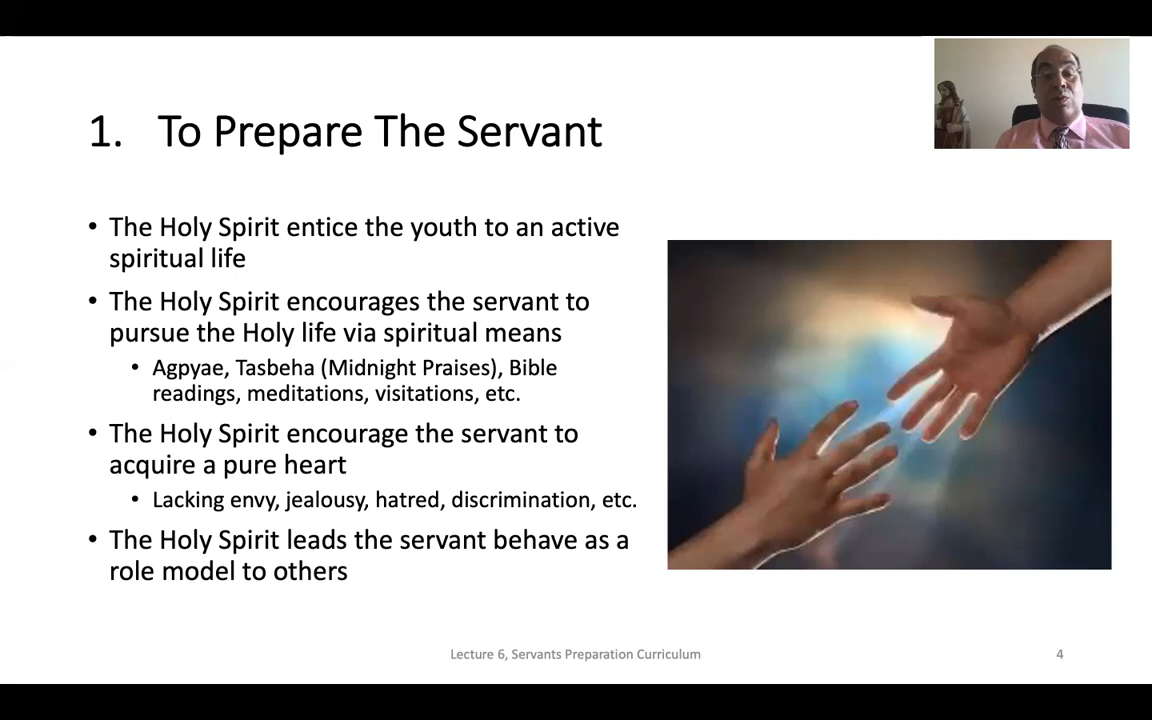 1. To Prepare The Servant
• The Holy Spirit entice the youth to an active
spiritual life
• The Holy Spirit encourages the servant to
pursue the Holy life via spiritual means
• Agpyae, Tasbeha (Midnight Praises), Bible
readings, meditations, visitations, etc.
• The Holy Spirit encourage the servant to
acquire a pure heart
• Lacking envy, jealousy, hatred, discrimination, etc.
• The Holy Spirit leads the servant behave as a
role model to others
Lecture 6, Servants Preparation Curriculum
4